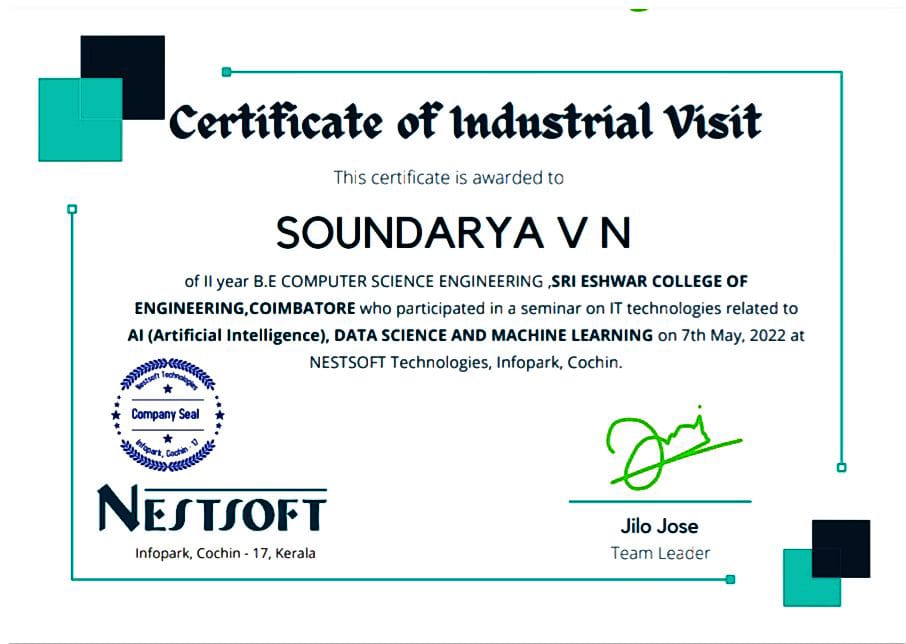 Certificate of Industrial Visit
This certificate is awarded to
SOUNDARYA V N
of II year B.E COMPUTER SCIENCE ENGINEERING ,SRI ESHWAR COLLEGE OF
ENGINEERING,COIMBATORE who participated in a seminar on IT technologies related to
AI (Artificial Intelligence), DATA SCIENCE AND MACHINE LEARNING on 7th May, 2022 at
NESTSOFT Technologies, Infopark, Cochin.
Nestsoft Technologies
Company Seal
Infopark, Cochin - 17
NESTSOFT
Infopark, Cochin - 17, Kerala
Jilo Jose
Team Leader